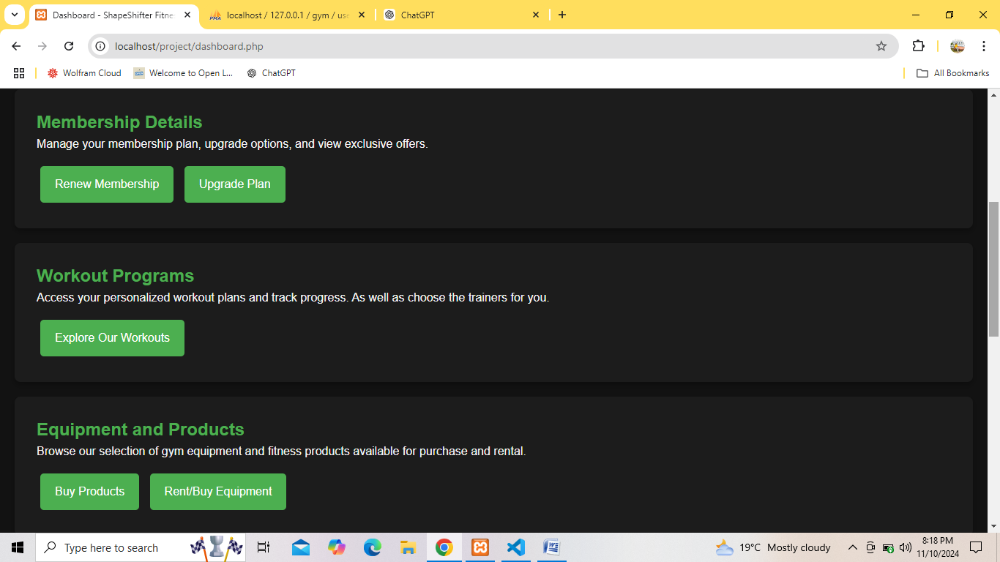 Dashboard - ShapeShifter Fitne
localhost / 127.0.0.1 / gym / use
ChatGPT
localhost/project/dashboard.php
Wolfram Cloud
Welcome to Open L...
ChatGPT
All Bookmarks
Membership Details
Manage your membership plan, upgrade options, and view exclusive offers.
Renew Membership
Upgrade Plan
Workout Programs
Access your personalized workout plans and track progress. As well as choose the trainers for you.
Explore Our Workouts
Equipment and Products
Browse our selection of gym equipment and fitness products available for purchase and rental.
Buy Products
Rent/Buy Equipment
Type here to search
19°C Mostly cloudy
8:18 PM
11/10/2024